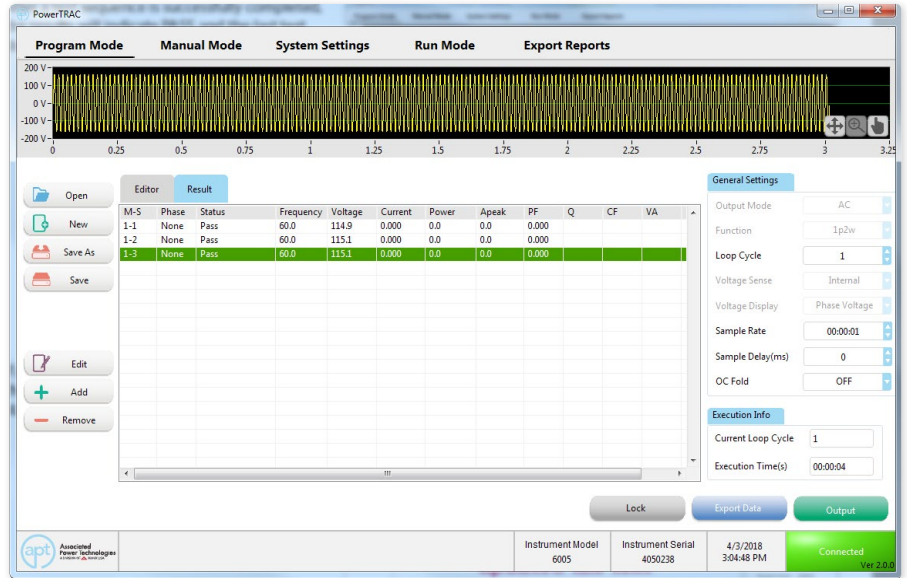 PowerTRAC
Program Mode Manual Mode System Settings Run Mode Export Reports
200 V
100 V
0 V
-100 V
-200 V
0 0.25 0.5 0.75 1 1.25 1.5 1.75 2 2.25 2.5 2.75 3 3.25
Open
New
Save As
Save
Edit
Add
Remove
Editor Result
M-S Phase Status Frequency Voltage Current Power Apeak PF Q CF VA
1-1 None Pass 60.0 114.9 0.000 0.0 0.0 0.000
1-2 None Pass 60.0 115.1 0.000 0.0 0.0 0.000
1-3 None Pass 60.0 115.1 0.000 0.0 0.0 0.000
General Settings
Output Mode AC
Function 1p2w
Loop Cycle 1
Voltage Sense Internal
Voltage Display Phase Voltage
Sample Rate 00:00:01
Sample Delay(ms) 0
OC Fold OFF
Execution Info
Current Loop Cycle 1
Execution Time(s) 00:00:04
Lock Export Data Output
apt Associated
Power Technologies
Instrument Model
6005
Instrument Serial
4050238
4/3/2018
3:04:48 PM
Connected
Ver 2.0.0